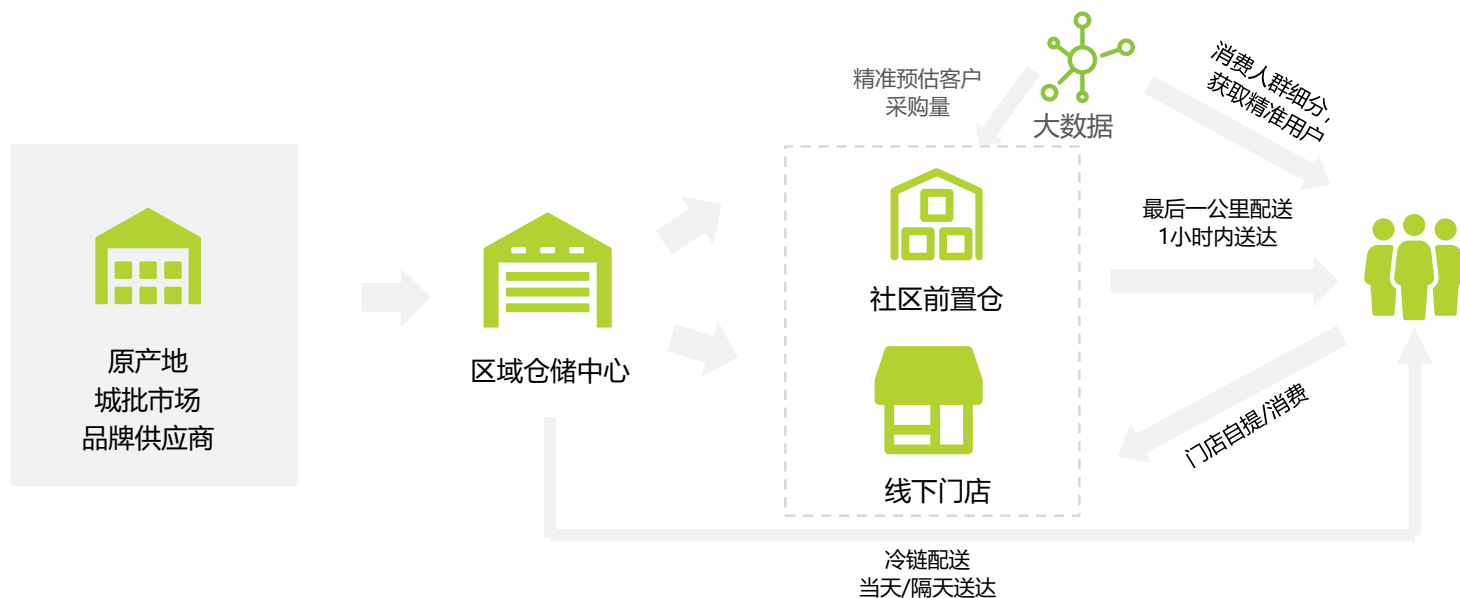 精准预估客户
采购量
大数据
消费人群细分,
获取精准用户
原产地
城批市场
品牌供应商
区域仓储中心
社区前置仓
线下门店
最后一公里配送
1小时内送达
门店自提/消费
冷链配送
当天/隔天送达